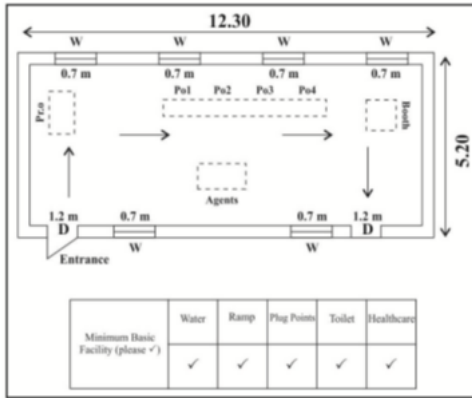 12.30
W W W W
0.7 m 0.7 m 0.7 m 0.7 m
Po1 Po2 Po3 Po4
Pr.o
Booth
5.20
Agents
1.2 m 0.7 m 0.7 m 1.2 m
D D
W W
Entrance
Minimum Basic Facility (please ✓) Water Ramp Plug Points Toilet Healthcare
✓ ✓ ✓ ✓ ✓